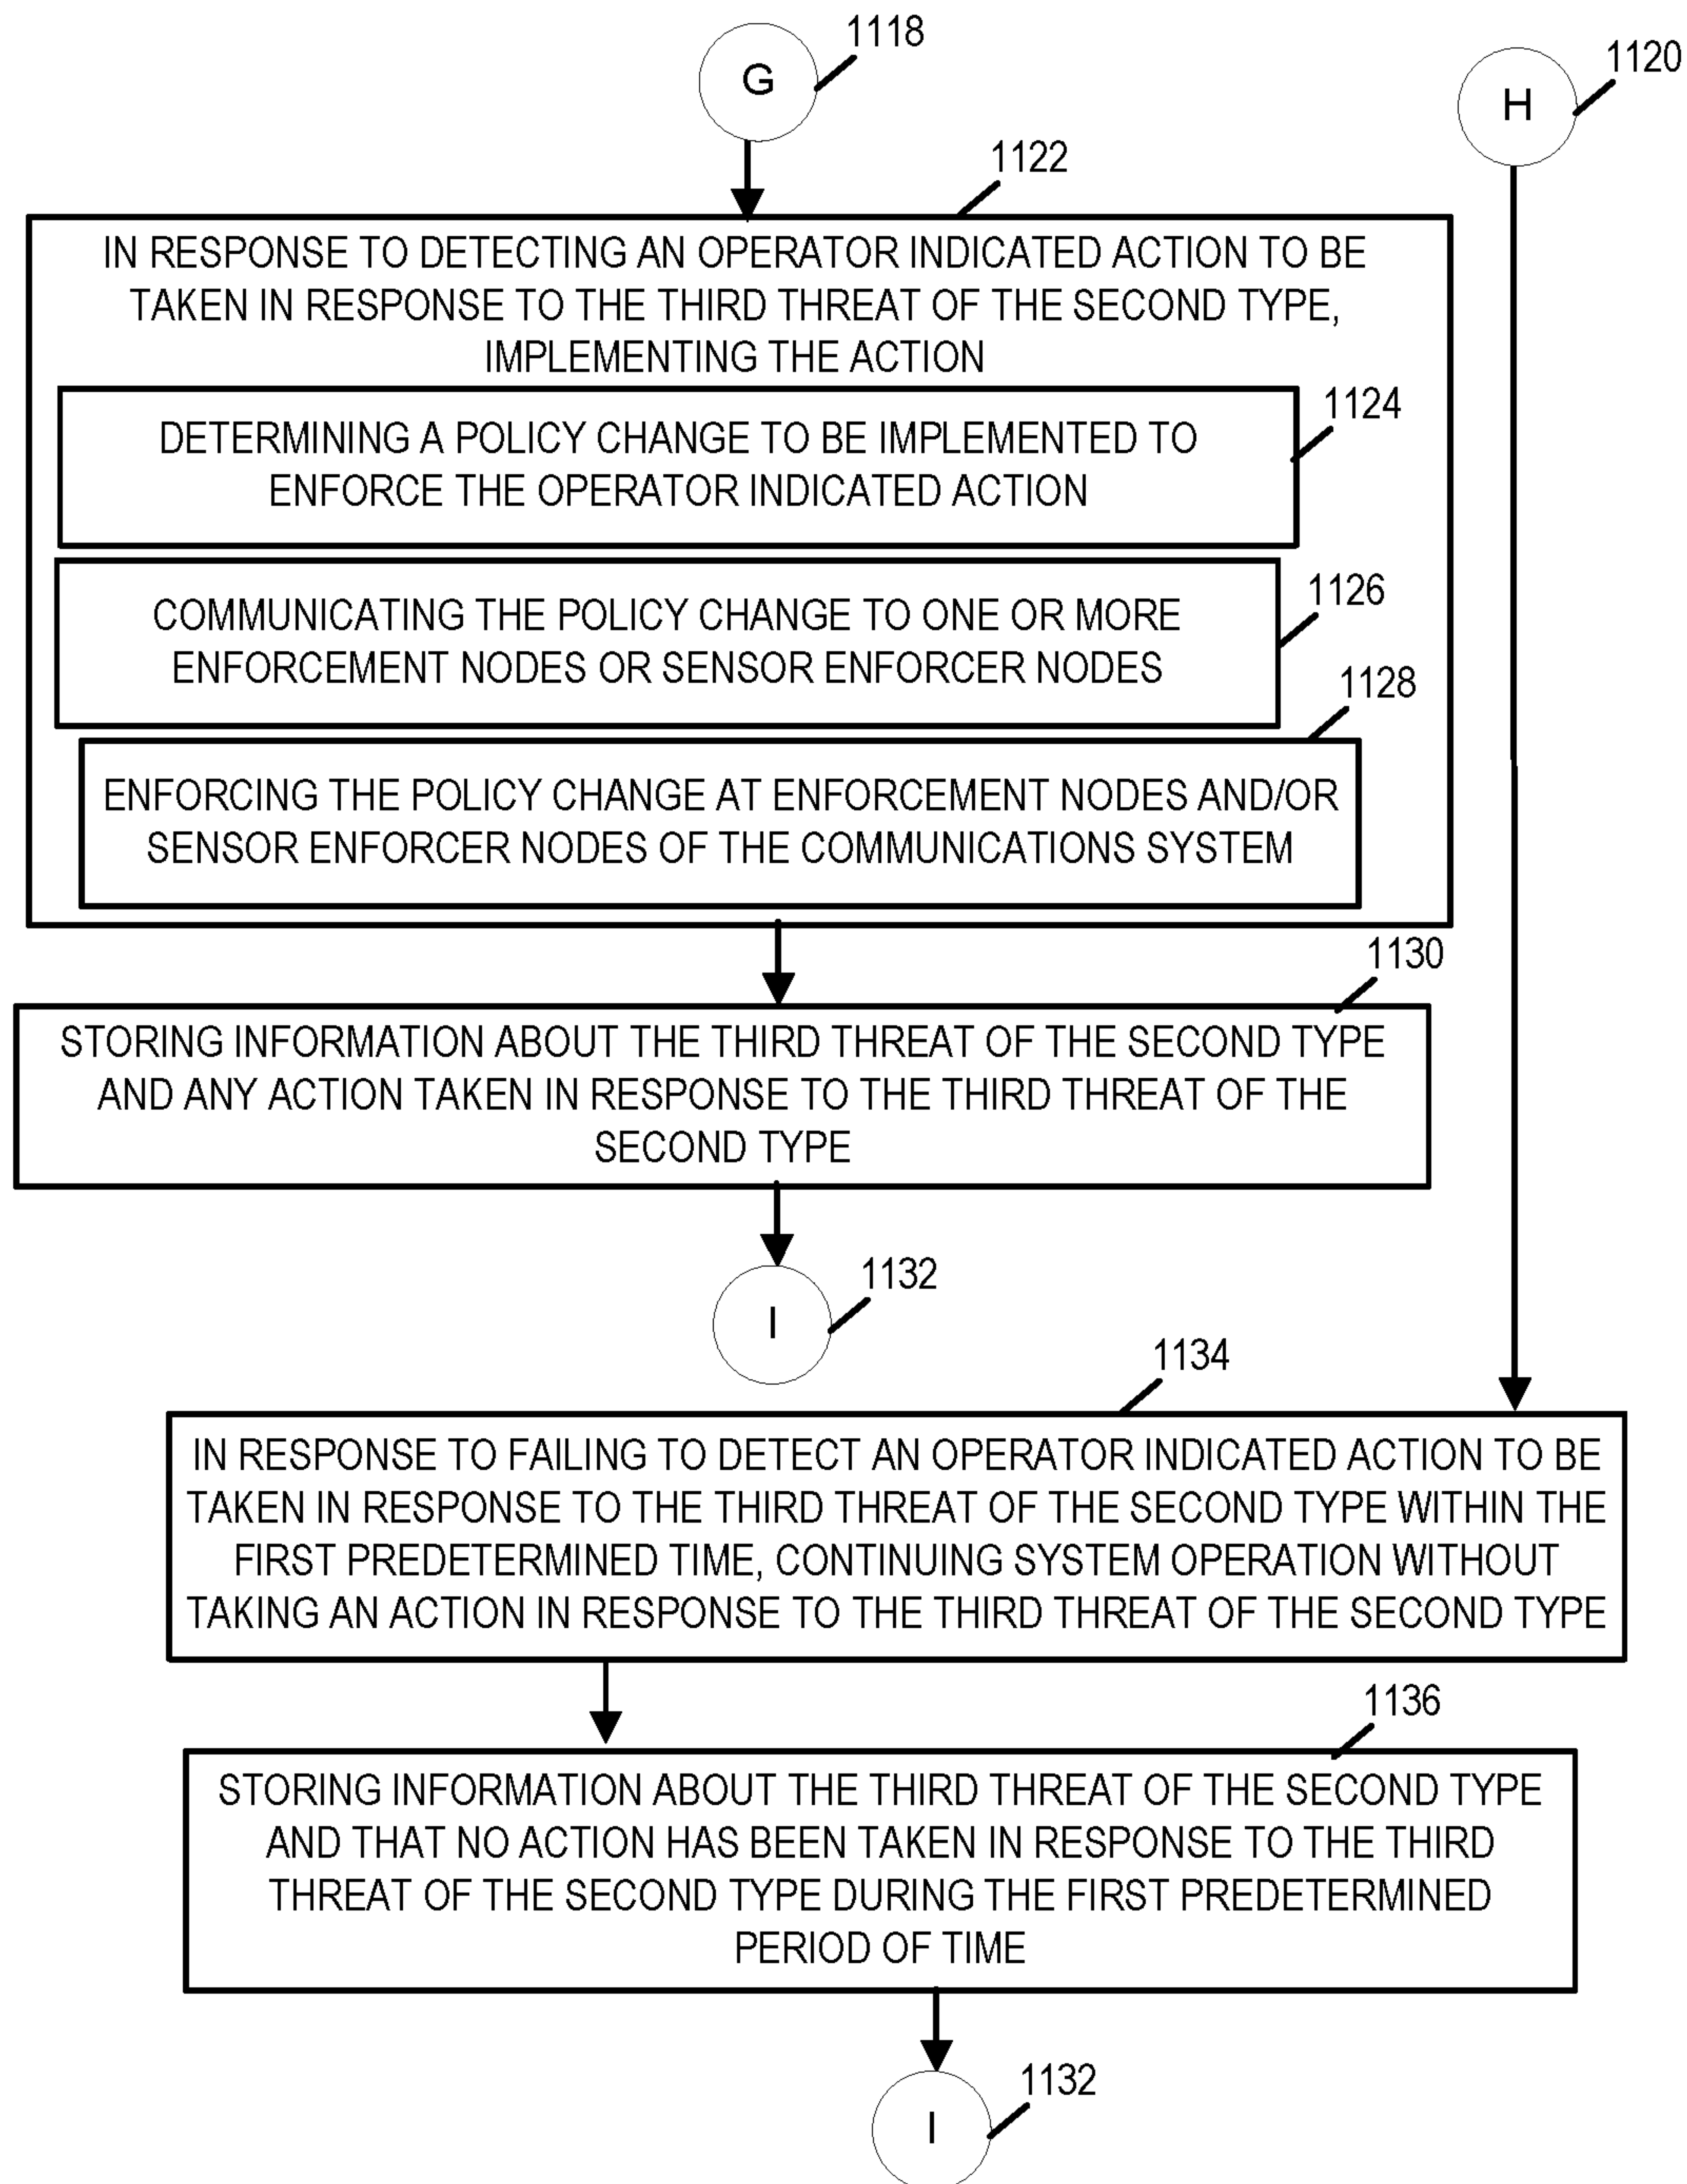 1118
G
1120
H
1122
IN RESPONSE TO DETECTING AN OPERATOR INDICATED ACTION TO BE
TAKEN IN RESPONSE TO THE THIRD THREAT OF THE SECOND TYPE,
IMPLEMENTING THE ACTION
1124
DETERMINING A POLICY CHANGE TO BE IMPLEMENTED TO
ENFORCE THE OPERATOR INDICATED ACTION
1126
COMMUNICATING THE POLICY CHANGE TO ONE OR MORE
ENFORCEMENT NODES OR SENSOR ENFORCER NODES
1128
ENFORCING THE POLICY CHANGE AT ENFORCEMENT NODES AND/OR
SENSOR ENFORCER NODES OF THE COMMUNICATIONS SYSTEM
1130
STORING INFORMATION ABOUT THE THIRD THREAT OF THE SECOND TYPE
AND ANY ACTION TAKEN IN RESPONSE TO THE THIRD THREAT OF THE
SECOND TYPE
1132
I
1134
IN RESPONSE TO FAILING TO DETECT AN OPERATOR INDICATED ACTION TO BE
TAKEN IN RESPONSE TO THE THIRD THREAT OF THE SECOND TYPE WITHIN THE
FIRST PREDETERMINED TIME, CONTINUING SYSTEM OPERATION WITHOUT
TAKING AN ACTION IN RESPONSE TO THE THIRD THREAT OF THE SECOND TYPE
1136
STORING INFORMATION ABOUT THE THIRD THREAT OF THE SECOND TYPE
AND THAT NO ACTION HAS BEEN TAKEN IN RESPONSE TO THE THIRD
THREAT OF THE SECOND TYPE DURING THE FIRST PREDETERMINED
PERIOD OF TIME
1132
I